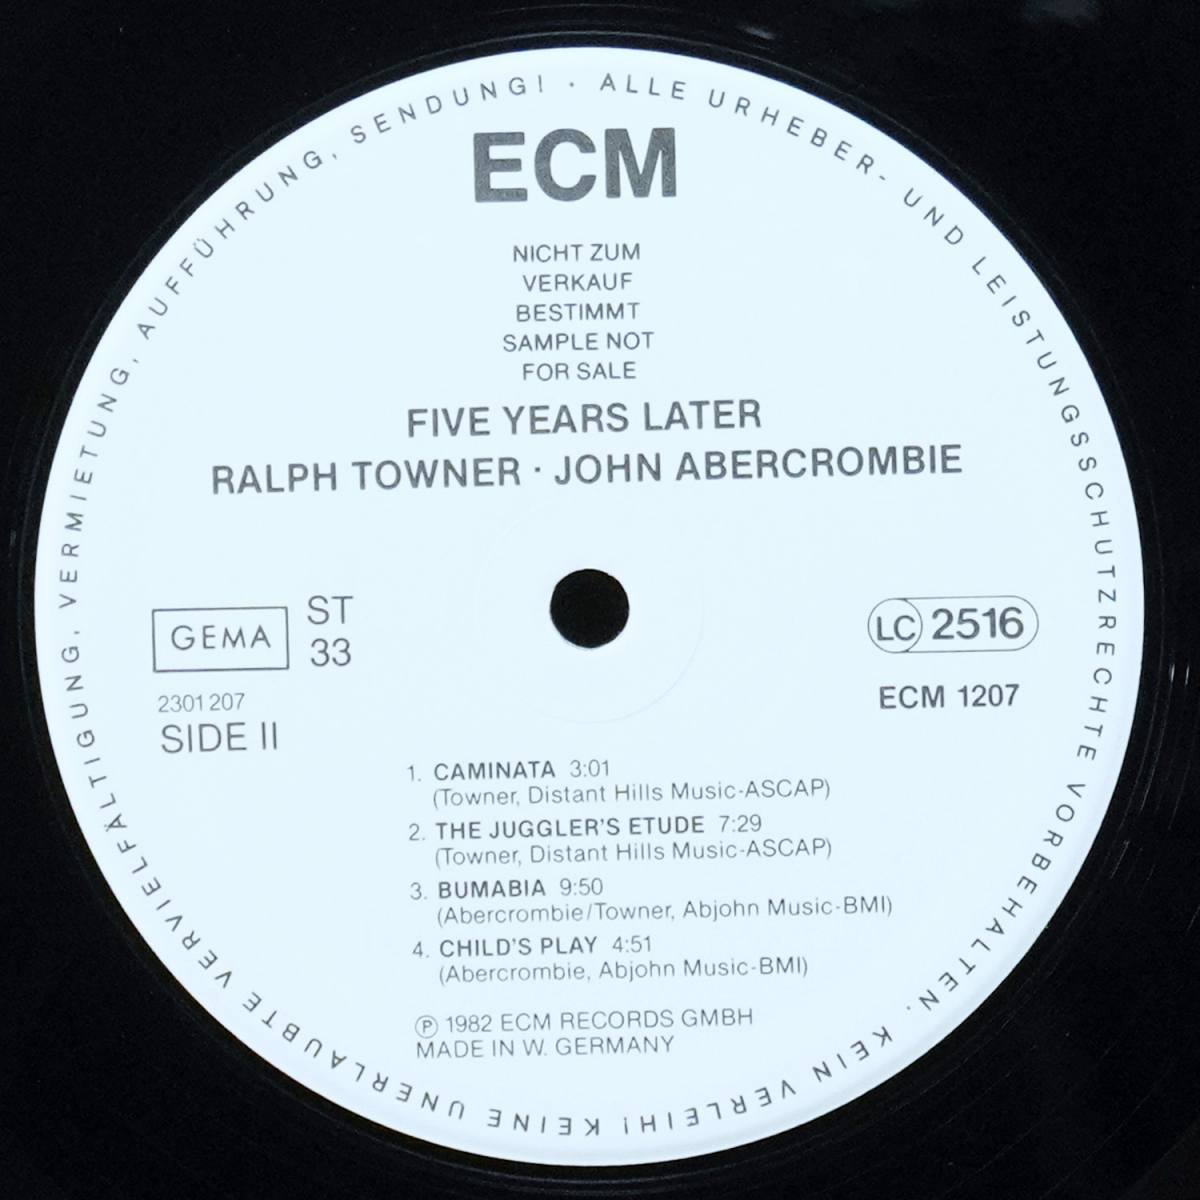 ALLE URHEBER- UND LEISTUNGSSCHUTZRECHTE VORBEHALTEN. KEIN VERLEIH! KEINE UNERLAUBTE VERVIELFÄLTIGUNG, VERMIETUNG, AUFFÜHRUNG, SENDUNG! ·
ECM
NICHT ZUM
VERKAUF
BESTIMMT
SAMPLE NOT
FOR SALE
FIVE YEARS LATER
RALPH TOWNER · JOHN ABERCROMBIE
GEMA
ST
33
LC 2516
2301 207
SIDE II
ECM 1207
1. CAMINATA 3:01
(Towner, Distant Hills Music-ASCAP)
2. THE JUGGLER'S ETUDE 7:29
(Towner, Distant Hills Music-ASCAP)
3. BUMABIA 9:50
(Abercrombie/Towner, Abjohn Music-BMI)
4. CHILD'S PLAY 4:51
(Abercrombie, Abjohn Music-BMI)
Ⓟ 1982 ECM RECORDS GMBH
MADE IN W. GERMANY